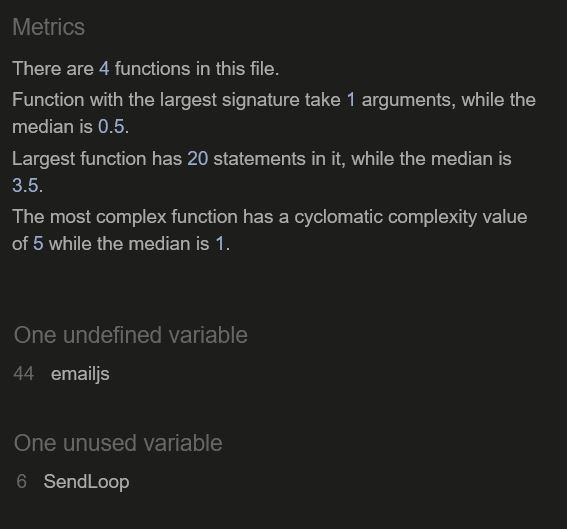 Metrics
There are 4 functions in this file.
Function with the largest signature take 1 arguments, while the
median is 0.5.
Largest function has 20 statements in it, while the median is
3.5.
The most complex function has a cyclomatic complexity value
of 5 while the median is 1.
One undefined variable
44 emailjs
One unused variable
6 SendLoop